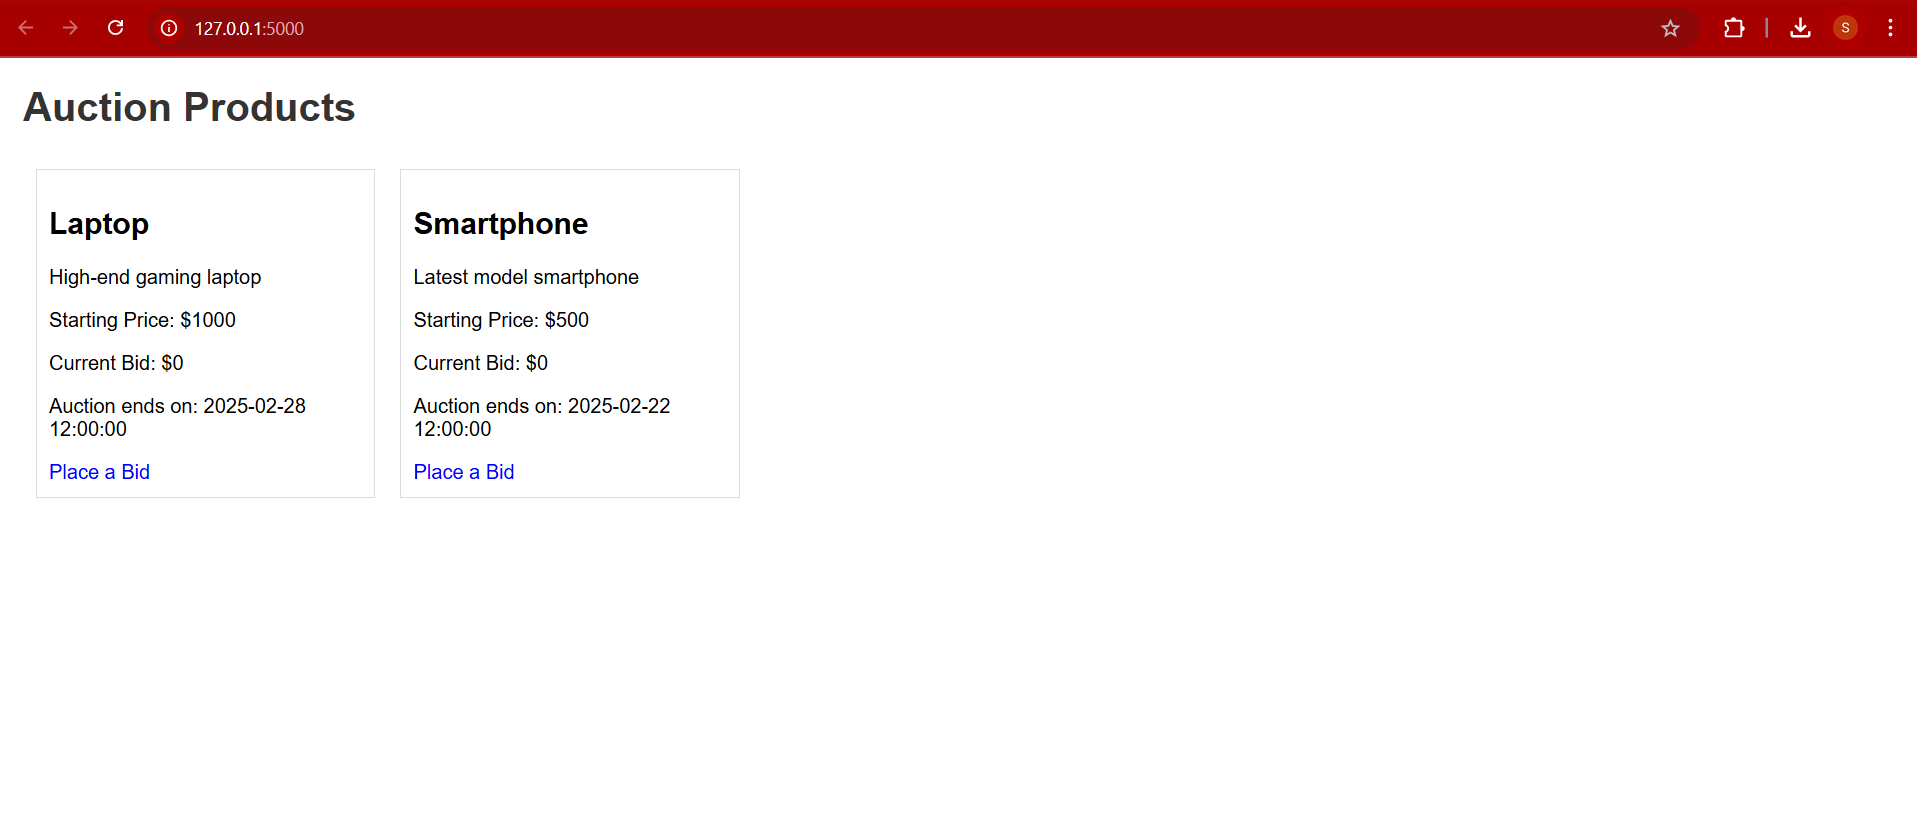 127.0.0.1:5000
S
Auction Products
Laptop
High-end gaming laptop
Starting Price: $1000
Current Bid: $0
Auction ends on: 2025-02-28
12:00:00
Place a Bid
Smartphone
Latest model smartphone
Starting Price: $500
Current Bid: $0
Auction ends on: 2025-02-22
12:00:00
Place a Bid